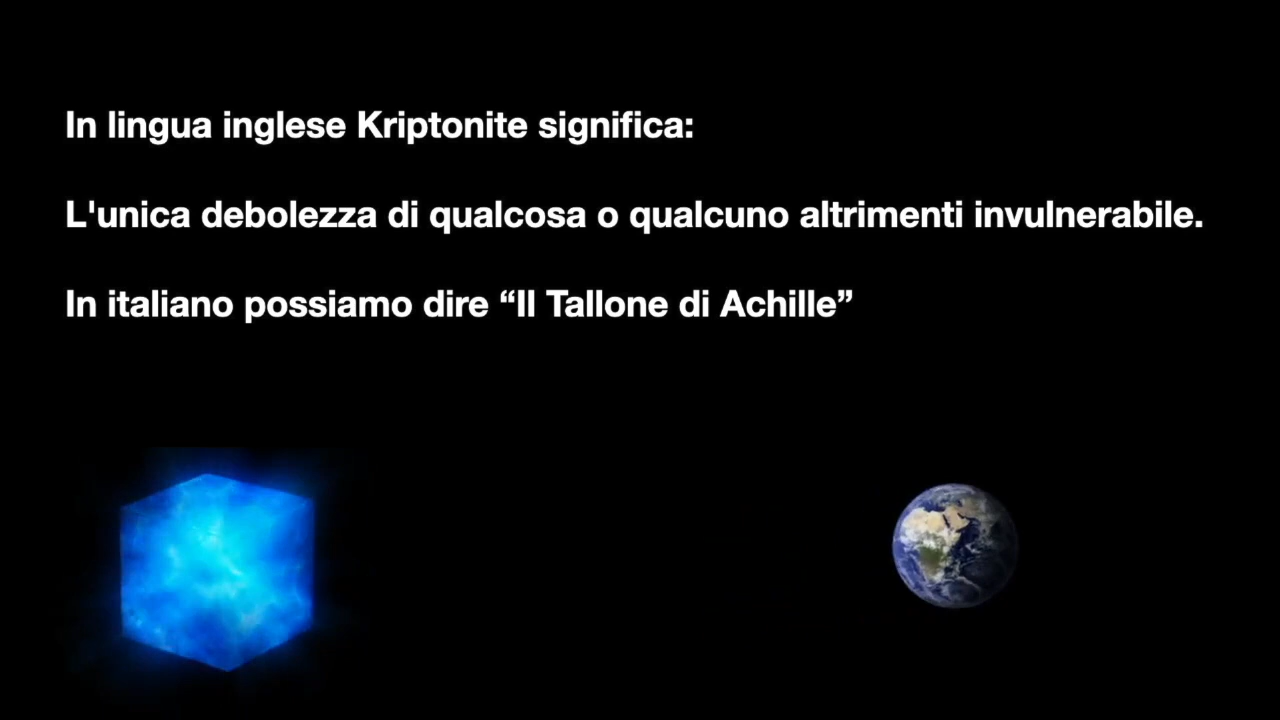 In lingua inglese Kriptonite significa:
L'unica debolezza di qualcosa o qualcuno altrimenti invulnerabile.
In italiano possiamo dire “Il Tallone di Achille”